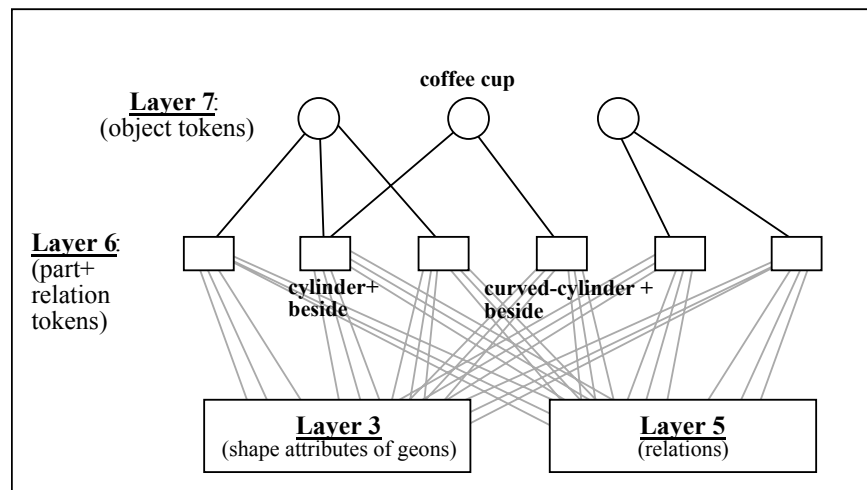 coffee cup
Layer 7:
(object tokens)
Layer 6:
(part+
relation
tokens)
cylinder+
beside
curved-cylinder +
beside
Layer 3
(shape attributes of geons)
Layer 5
(relations)